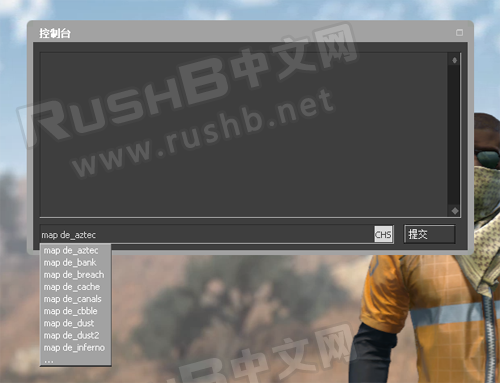 控制台
RushB中文网
www.rushb.net
map de_aztec
CHS
提交
map de_aztec
map de_bank
map de_breach
map de_cache
map de_canals
map de_cbble
map de_dust
map de_dust2
map de_inferno
...
RushB中文网